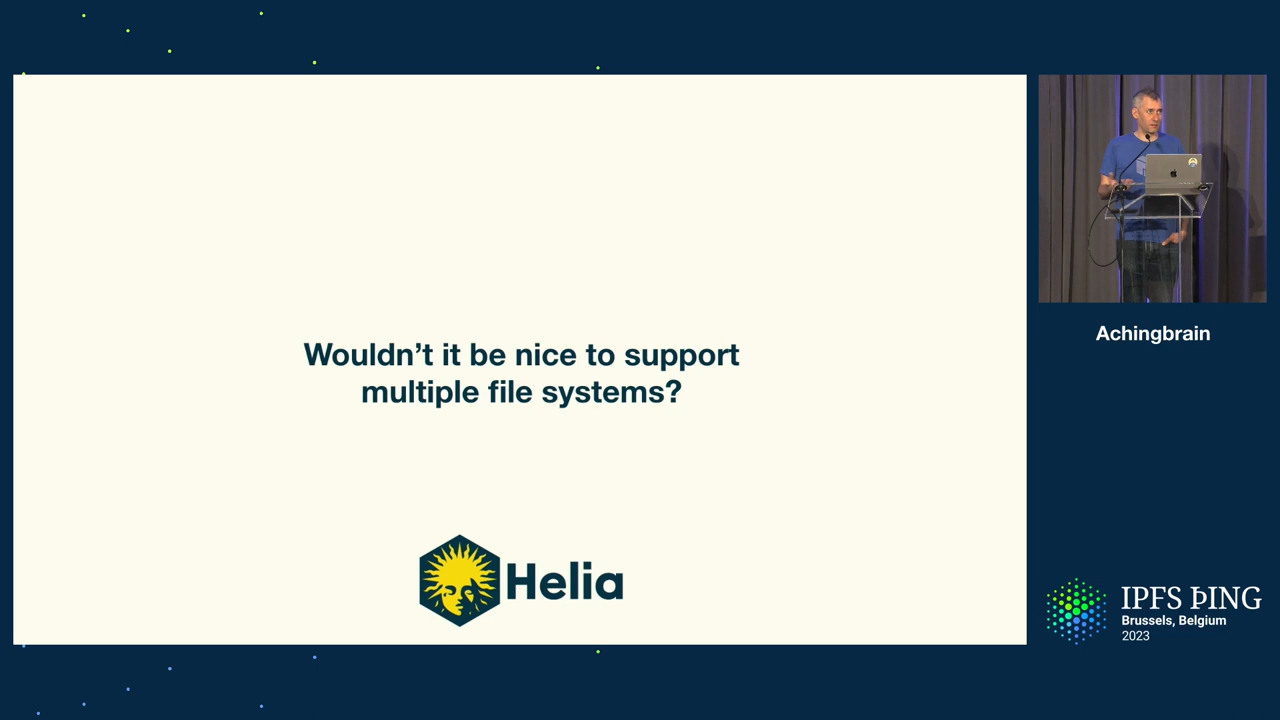 Wouldn’t it be nice to support
multiple file systems?
Helia
Achingbrain
IPFS ÞING
Brussels, Belgium
2023